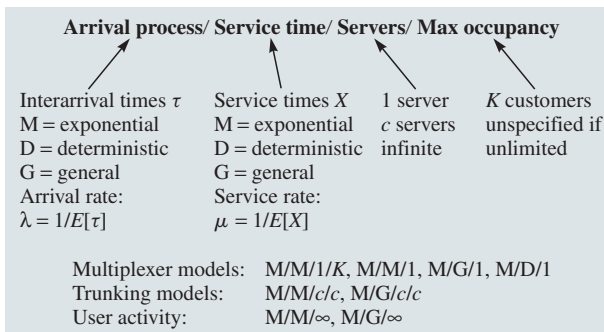 Arrival process/ Service time/ Servers/ Max occupancy
Interarrival times τ
M = exponential
D = deterministic
G = general
Arrival rate:
λ = 1/E[τ]
Service times X
M = exponential
D = deterministic
G = general
Service rate:
μ = 1/E[X]
1 server
c servers
infinite
K customers
unspecified if
unlimited
Multiplexer models: M/M/1/K, M/M/1, M/G/1, M/D/1
Trunking models: M/M/c/c, M/G/c/c
User activity: M/M/∞, M/G/∞